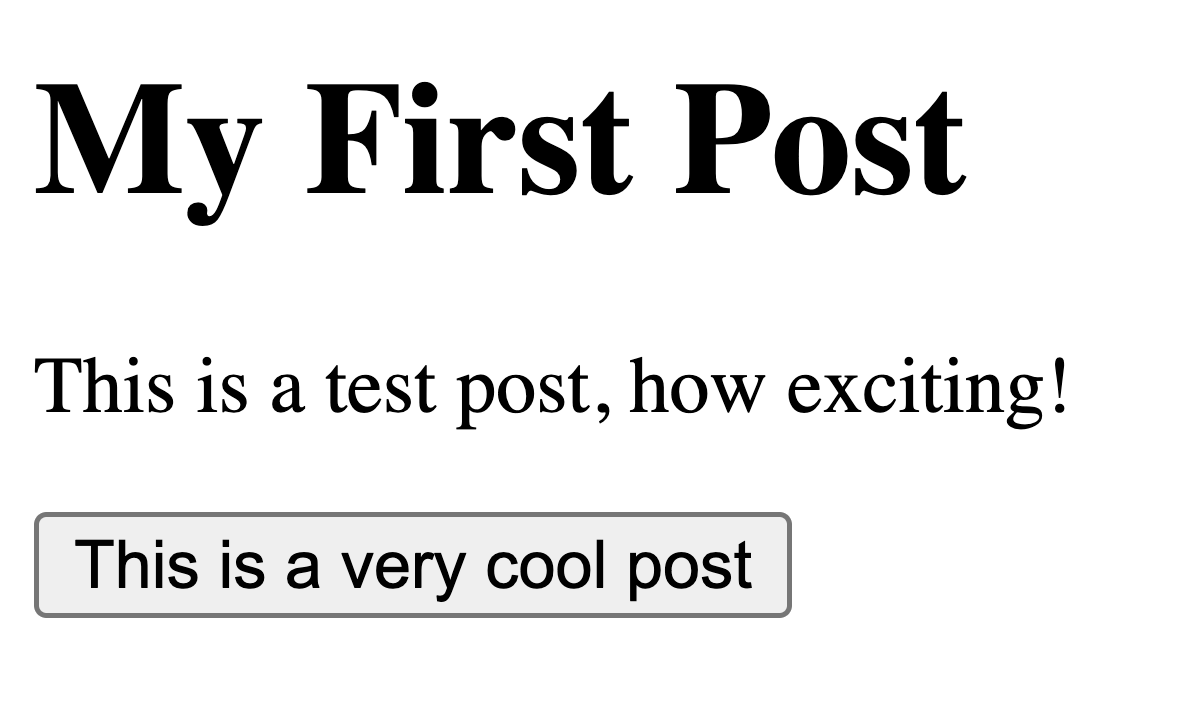 My First Post
This is a test post, how exciting!
This is a very cool post